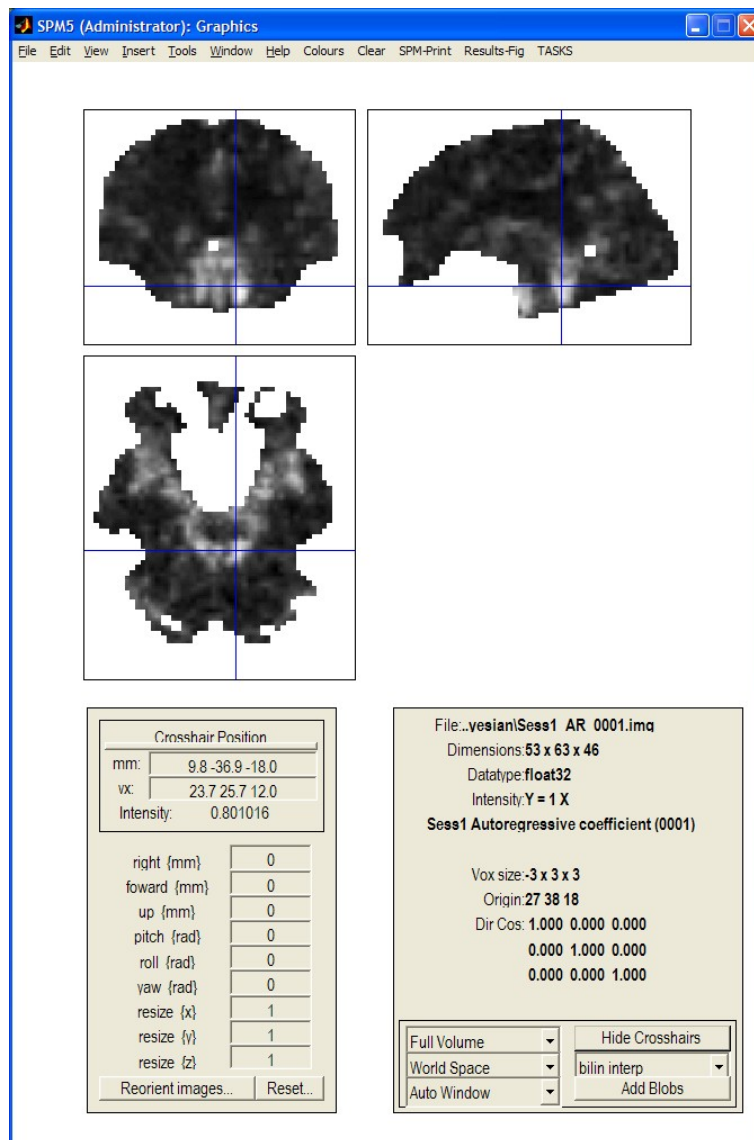 SPM5 (Administrator): Graphics
File Edit View Insert Tools Window Help Colours Clear SPM-Print Results-Fig TASKS
Crosshair Position
mm: 9.8 -36.9 -18.0
vx: 23.7 25.7 12.0
Intensity: 0.801016
right {mm} 0
foward {mm} 0
up {mm} 0
pitch {rad} 0
roll {rad} 0
yaw {rad} 0
resize {x} 1
resize {y} 1
resize {z} 1
Reorient images... Reset...
File:..yesian\Sess1_AR_0001.img
Dimensions:53 x 63 x 46
Datatype:float32
Intensity:Y = 1 X
Sess1 Autoregressive coefficient (0001)
Vox size:-3 x 3 x 3
Origin:27 38 18
Dir Cos: 1.000 0.000 0.000
0.000 1.000 0.000
0.000 0.000 1.000
Full Volume Hide Crosshairs
World Space bilin interp
Auto Window Add Blobs